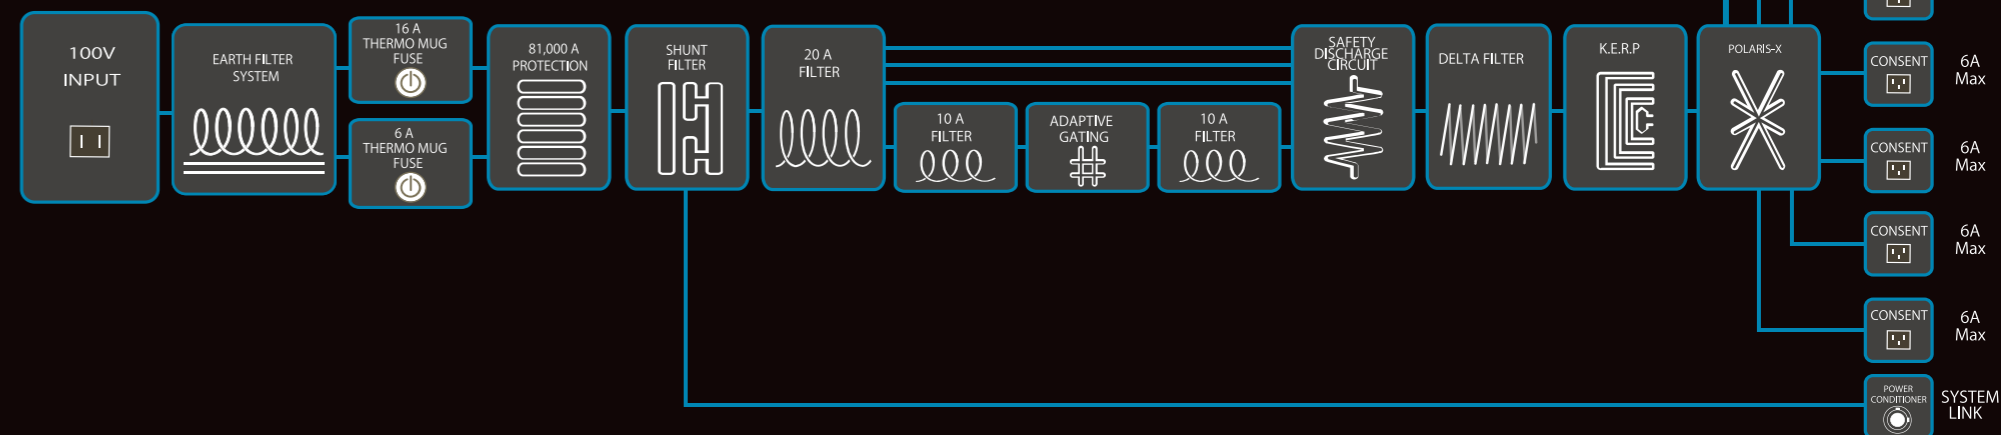 100V
INPUT
EARTH FILTER
SYSTEM
16 A
THERMO MUG
FUSE
6 A
THERMO MUG
FUSE
81,000 A
PROTECTION
SHUNT
FILTER
20 A
FILTER
10 A
FILTER
ADAPTIVE
GATING
10 A
FILTER
SAFETY
DISCHARGE
CIRCUIT
DELTA FILTER
K.E.R.P
POLARIS-X
CONSENT
6A
Max
CONSENT
6A
Max
CONSENT
6A
Max
CONSENT
6A
Max
POWER
CONDITIONER
SYSTEM
LINK